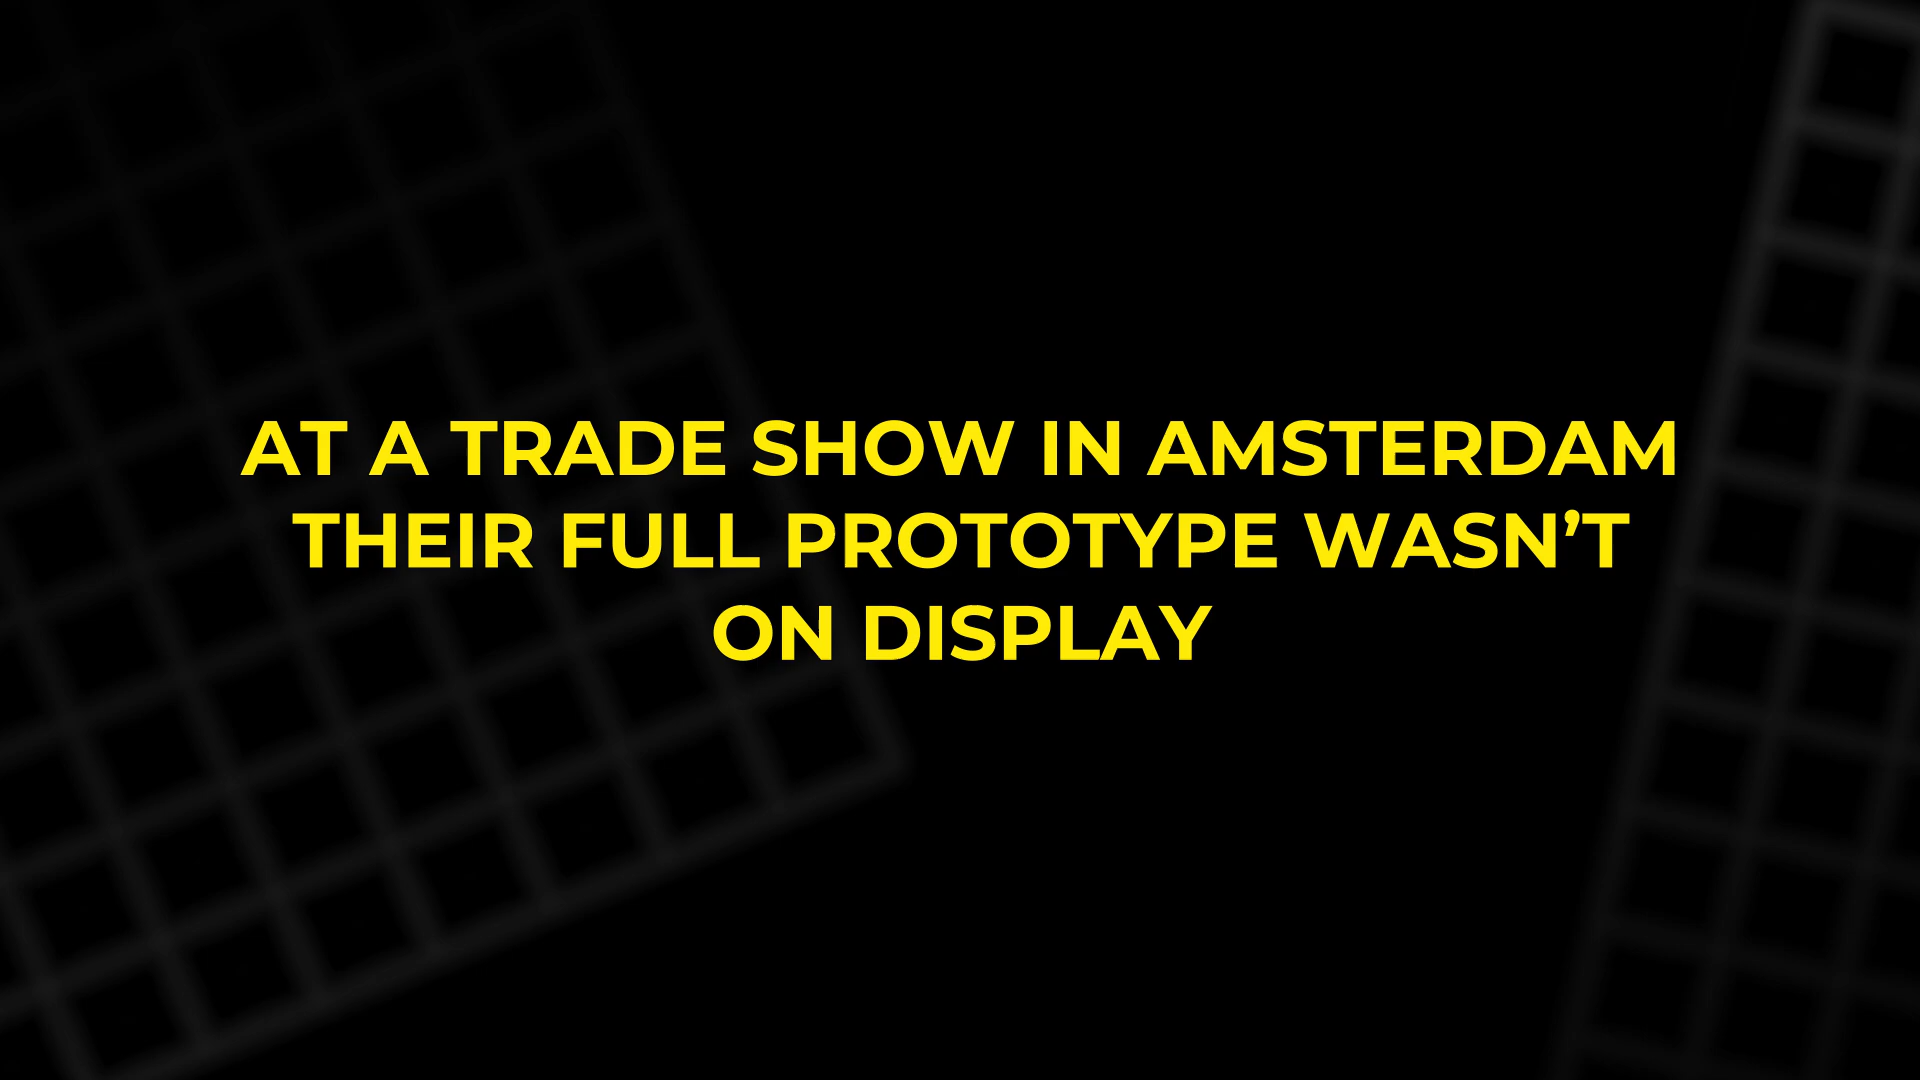 AT A TRADE SHOW IN AMSTERDAM
THEIR FULL PROTOTYPE WASN’T
ON DISPLAY